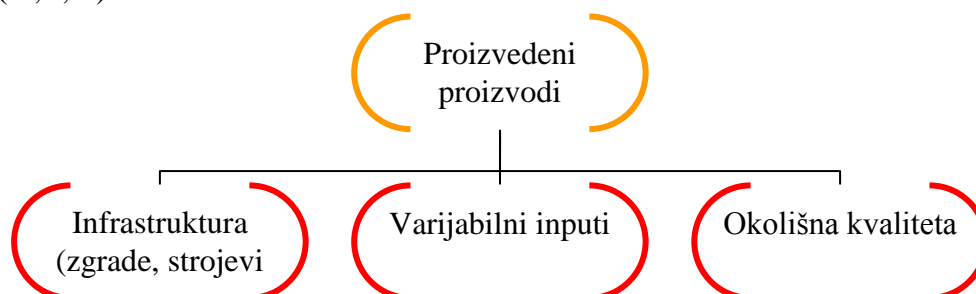 Proizvedeni
proizvodi
Infrastruktura
(zgrade, strojevi
Varijabilni inputi
Okolišna kvaliteta